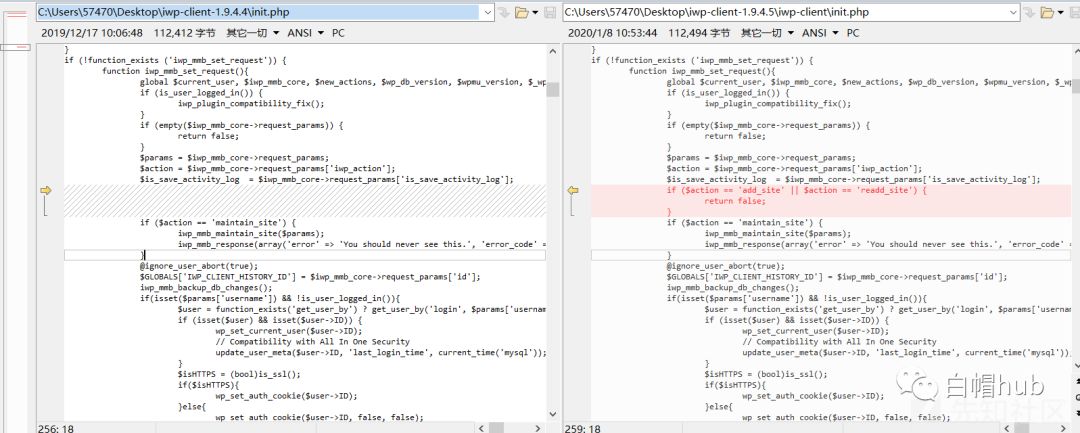 C:\Users\57470\Desktop\iwp-client-1.9.4.4\init.php
2019/12/17 10:06:48 112,412 字节 其它一切 ANSI PC
}
if (!function_exists ('iwp_mmb_set_request')) {
function iwp_mmb_set_request(){
global $current_user, $iwp_mmb_core, $new_actions, $wp_db_version, $wpmu_version, $_wp
if (is_user_logged_in()) {
iwp_plugin_compatibility_fix();
}
if (empty($iwp_mmb_core->request_params)) {
return false;
}
$params = $iwp_mmb_core->request_params;
$action = $iwp_mmb_core->request_params['iwp_action'];
$is_save_activity_log = $iwp_mmb_core->request_params['is_save_activity_log'];
if ($action == 'maintain_site') {
iwp_mmb_maintain_site($params);
iwp_mmb_response(array('error' => 'You should never see this.', 'error_code' =
}
@ignore_user_abort(true);
$GLOBALS['IWP_CLIENT_HISTORY_ID'] = $iwp_mmb_core->request_params['id'];
iwp_mmb_backup_db_changes();
if(isset($params['username']) && !is_user_logged_in()){
$user = function_exists('get_user_by') ? get_user_by('login', $params['usernam
if (isset($user) && isset($user->ID)) {
wp_set_current_user($user->ID);
// Compatibility with All In One Security
update_user_meta($user->ID, 'last_login_time', current_time('mysql'));
}
$isHTTPS = (bool)is_ssl();
if($isHTTPS){
wp_set_auth_cookie($user->ID);
}else{
wp_set_auth_cookie($user->ID, false, false);
256: 18
C:\Users\57470\Desktop\iwp-client-1.9.4.5\iwp-client\init.php
2020/1/8 10:53:44 112,494 字节 其它一切 ANSI PC
}
if (!function_exists ('iwp_mmb_set_request')) {
function iwp_mmb_set_request(){
global $current_user, $iwp_mmb_core, $new_actions, $wp_db_version, $wpmu_version, $_wp
if (is_user_logged_in()) {
iwp_plugin_compatibility_fix();
}
if (empty($iwp_mmb_core->request_params)) {
return false;
}
$params = $iwp_mmb_core->request_params;
$action = $iwp_mmb_core->request_params['iwp_action'];
$is_save_activity_log = $iwp_mmb_core->request_params['is_save_activity_log'];
if ($action == 'add_site' || $action == 'readd_site') {
return false;
}
if ($action == 'maintain_site') {
iwp_mmb_maintain_site($params);
iwp_mmb_response(array('error' => 'You should never see this.', 'error_code' =
}
@ignore_user_abort(true);
$GLOBALS['IWP_CLIENT_HISTORY_ID'] = $iwp_mmb_core->request_params['id'];
iwp_mmb_backup_db_changes();
if(isset($params['username']) && !is_user_logged_in()){
$user = function_exists('get_user_by') ? get_user_by('login', $params['usernam
if (isset($user) && isset($user->ID)) {
wp_set_current_user($user->ID);
// Compatibility with All In One Security
update_user_meta($user->ID, 'last_login_time', current_time('mysql'));
}
$isHTTPS = (bool)is_ssl();
if($isHTTPS){
wp_set_auth_cookie($user->ID);
}else{
wp_set_auth_cookie($user->ID, false, false);
259: 18
白帽hub
先知社区